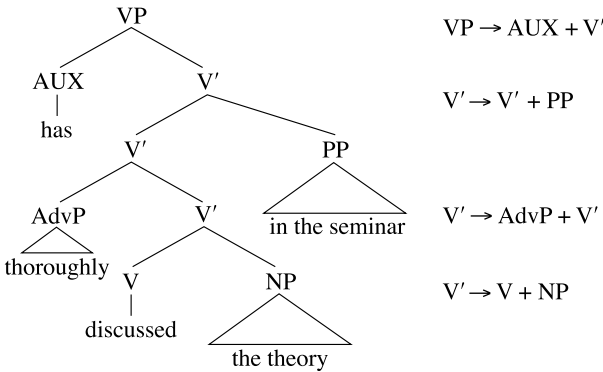 VP
VP → AUX + V′
AUX
V′
V′ → V′ + PP
has
V′
PP
AdvP
V′
in the seminar
V′ → AdvP + V′
thoroughly
V
NP
V′ → V + NP
discussed
the theory